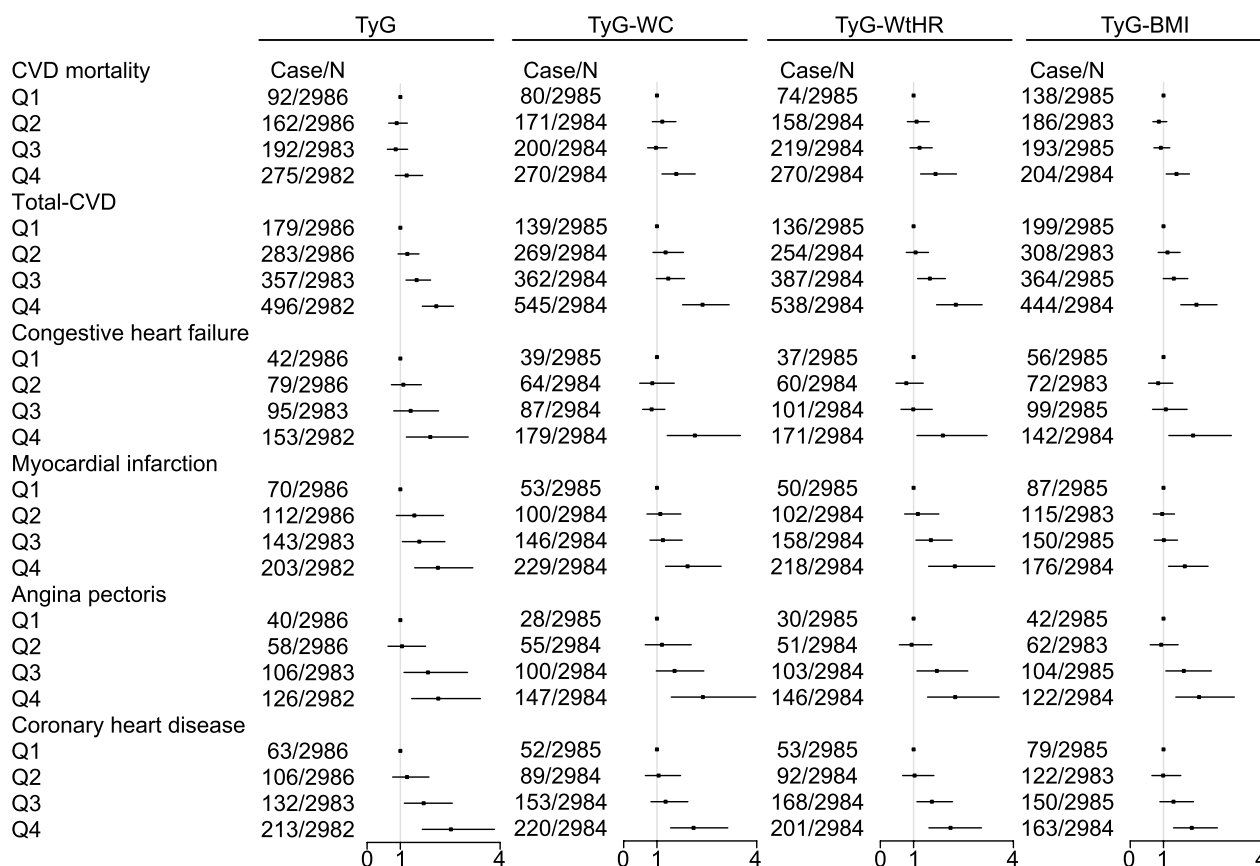 TyG TyG-WC TyG-WtHR TyG-BMI
CVD mortality Case/N Case/N Case/N Case/N
Q1 92/2986 80/2985 74/2985 138/2985
Q2 162/2986 171/2984 158/2984 186/2983
Q3 192/2983 200/2984 219/2984 193/2985
Q4 275/2982 270/2984 270/2984 204/2984
Total-CVD
Q1 179/2986 139/2985 136/2985 199/2985
Q2 283/2986 269/2984 254/2984 308/2983
Q3 357/2983 362/2984 387/2984 364/2985
Q4 496/2982 545/2984 538/2984 444/2984
Congestive heart failure
Q1 42/2986 39/2985 37/2985 56/2985
Q2 79/2986 64/2984 60/2984 72/2983
Q3 95/2983 87/2984 101/2984 99/2985
Q4 153/2982 179/2984 171/2984 142/2984
Myocardial infarction
Q1 70/2986 53/2985 50/2985 87/2985
Q2 112/2986 100/2984 102/2984 115/2983
Q3 143/2983 146/2984 158/2984 150/2985
Q4 203/2982 229/2984 218/2984 176/2984
Angina pectoris
Q1 40/2986 28/2985 30/2985 42/2985
Q2 58/2986 55/2984 51/2984 62/2983
Q3 106/2983 100/2984 103/2984 104/2985
Q4 126/2982 147/2984 146/2984 122/2984
Coronary heart disease
Q1 63/2986 52/2985 53/2985 79/2985
Q2 106/2986 89/2984 92/2984 122/2983
Q3 132/2983 153/2984 168/2984 150/2985
Q4 213/2982 220/2984 201/2984 163/2984
0 1 4 0 1 4 0 1 4 0 1 4